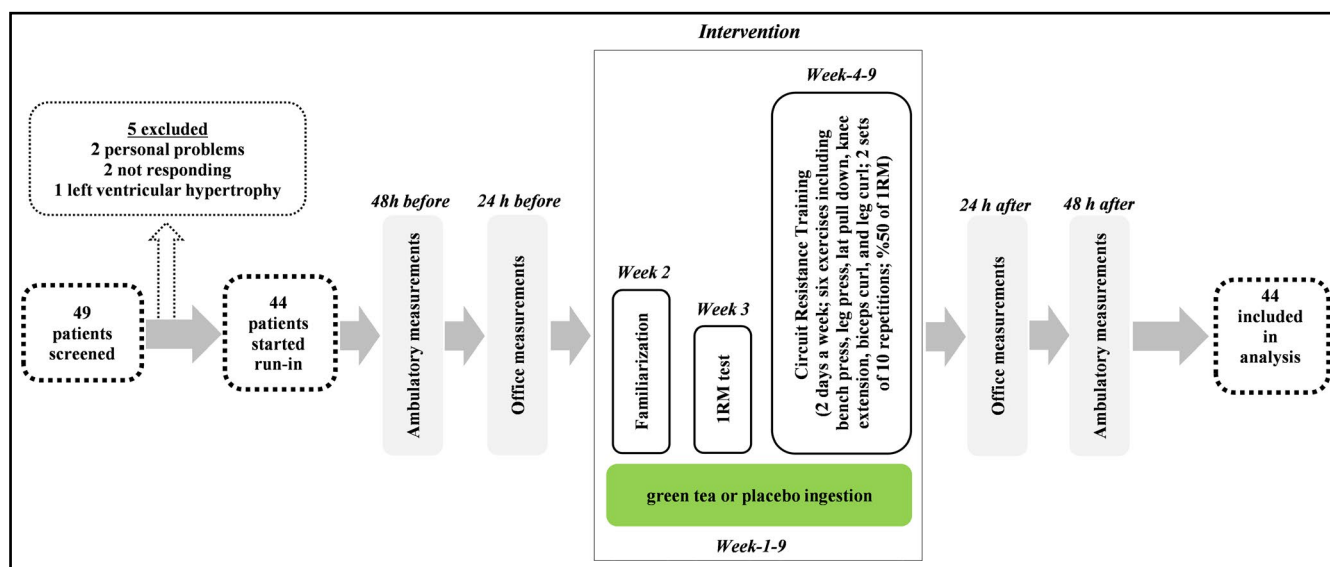 Intervention
5 excluded
2 personal problems
2 not responding
1 left ventricular hypertrophy
49
patients
screened
44
patients
started
run-in
48h before
Ambulatory measurements
24 h before
Office measurements
Week 2
Familiarization
Week 3
1RM test
Week-4-9
Circuit Resistance Training
(2 days a week; six exercises including
bench press, leg press, lat pull down, knee
extension, biceps curl, and leg curl; 2 sets
of 10 repetitions; %50 of 1RM)
green tea or placebo ingestion
Week-1-9
24 h after
Office measurements
48 h after
Ambulatory measurements
44
included
in
analysis